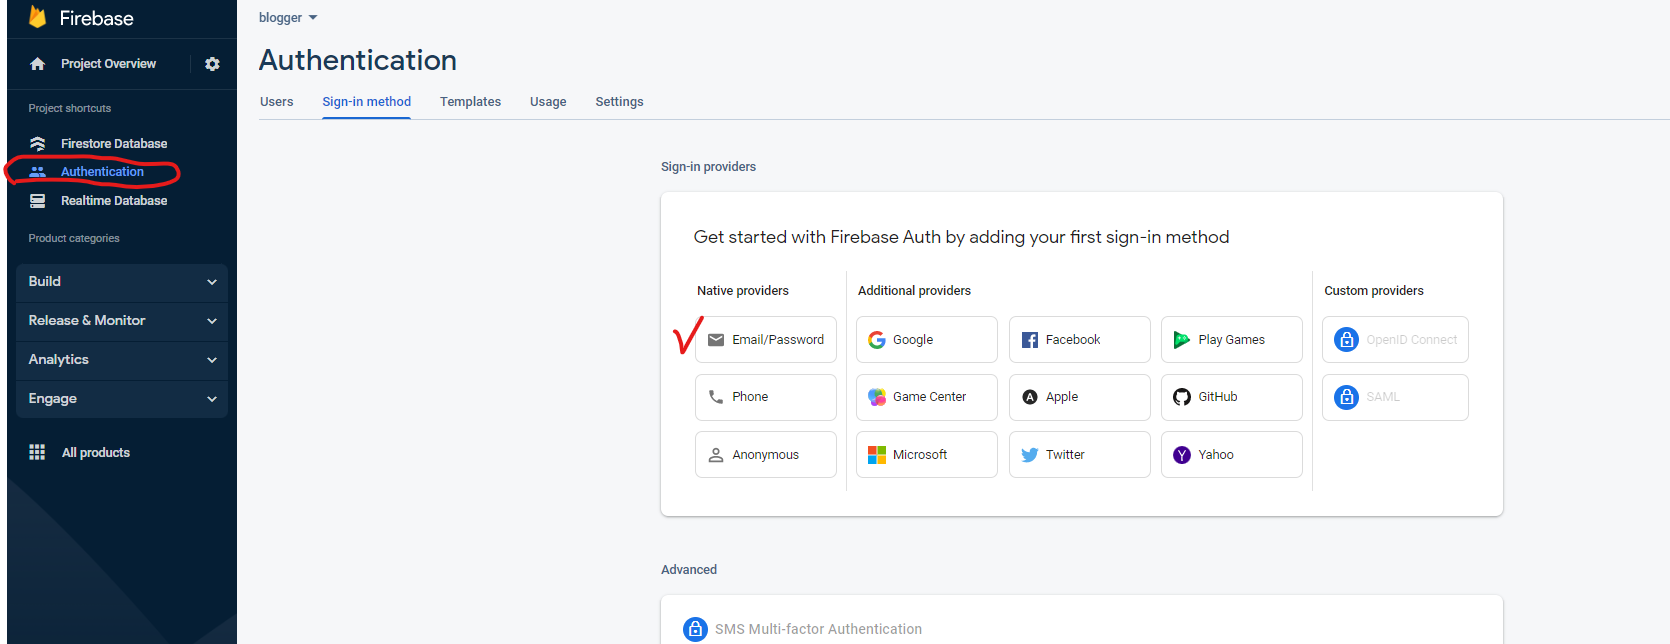 Firebase
Project Overview
Project shortcuts
Firestore Database
Authentication
Realtime Database
Product categories
Build
Release & Monitor
Analytics
Engage
All products
blogger
Authentication
Users Sign-in method Templates Usage Settings
Sign-in providers
Get started with Firebase Auth by adding your first sign-in method
Native providers
Email/Password
Phone
Anonymous
Additional providers
Google Facebook Play Games
Game Center Apple GitHub
Microsoft Twitter Yahoo
Custom providers
OpenID Connect
SAML
Advanced
SMS Multi-factor Authentication